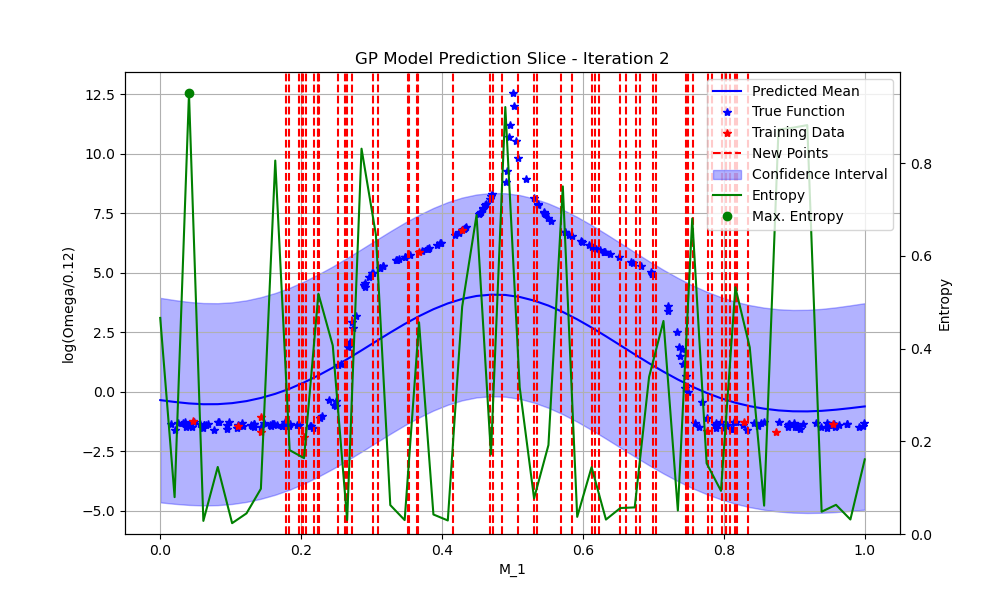 GP Model Prediction Slice - Iteration 2
12.5
10.0
7.5
5.0
2.5
0.0
−2.5
−5.0
log(Omega/0.12)
0.0
0.2
0.4
0.6
0.8
1.0
M_1
0.8
0.6
0.4
0.2
0.0
Entropy
Predicted Mean
True Function
Training Data
New Points
Confidence Interval
Entropy
Max. Entropy